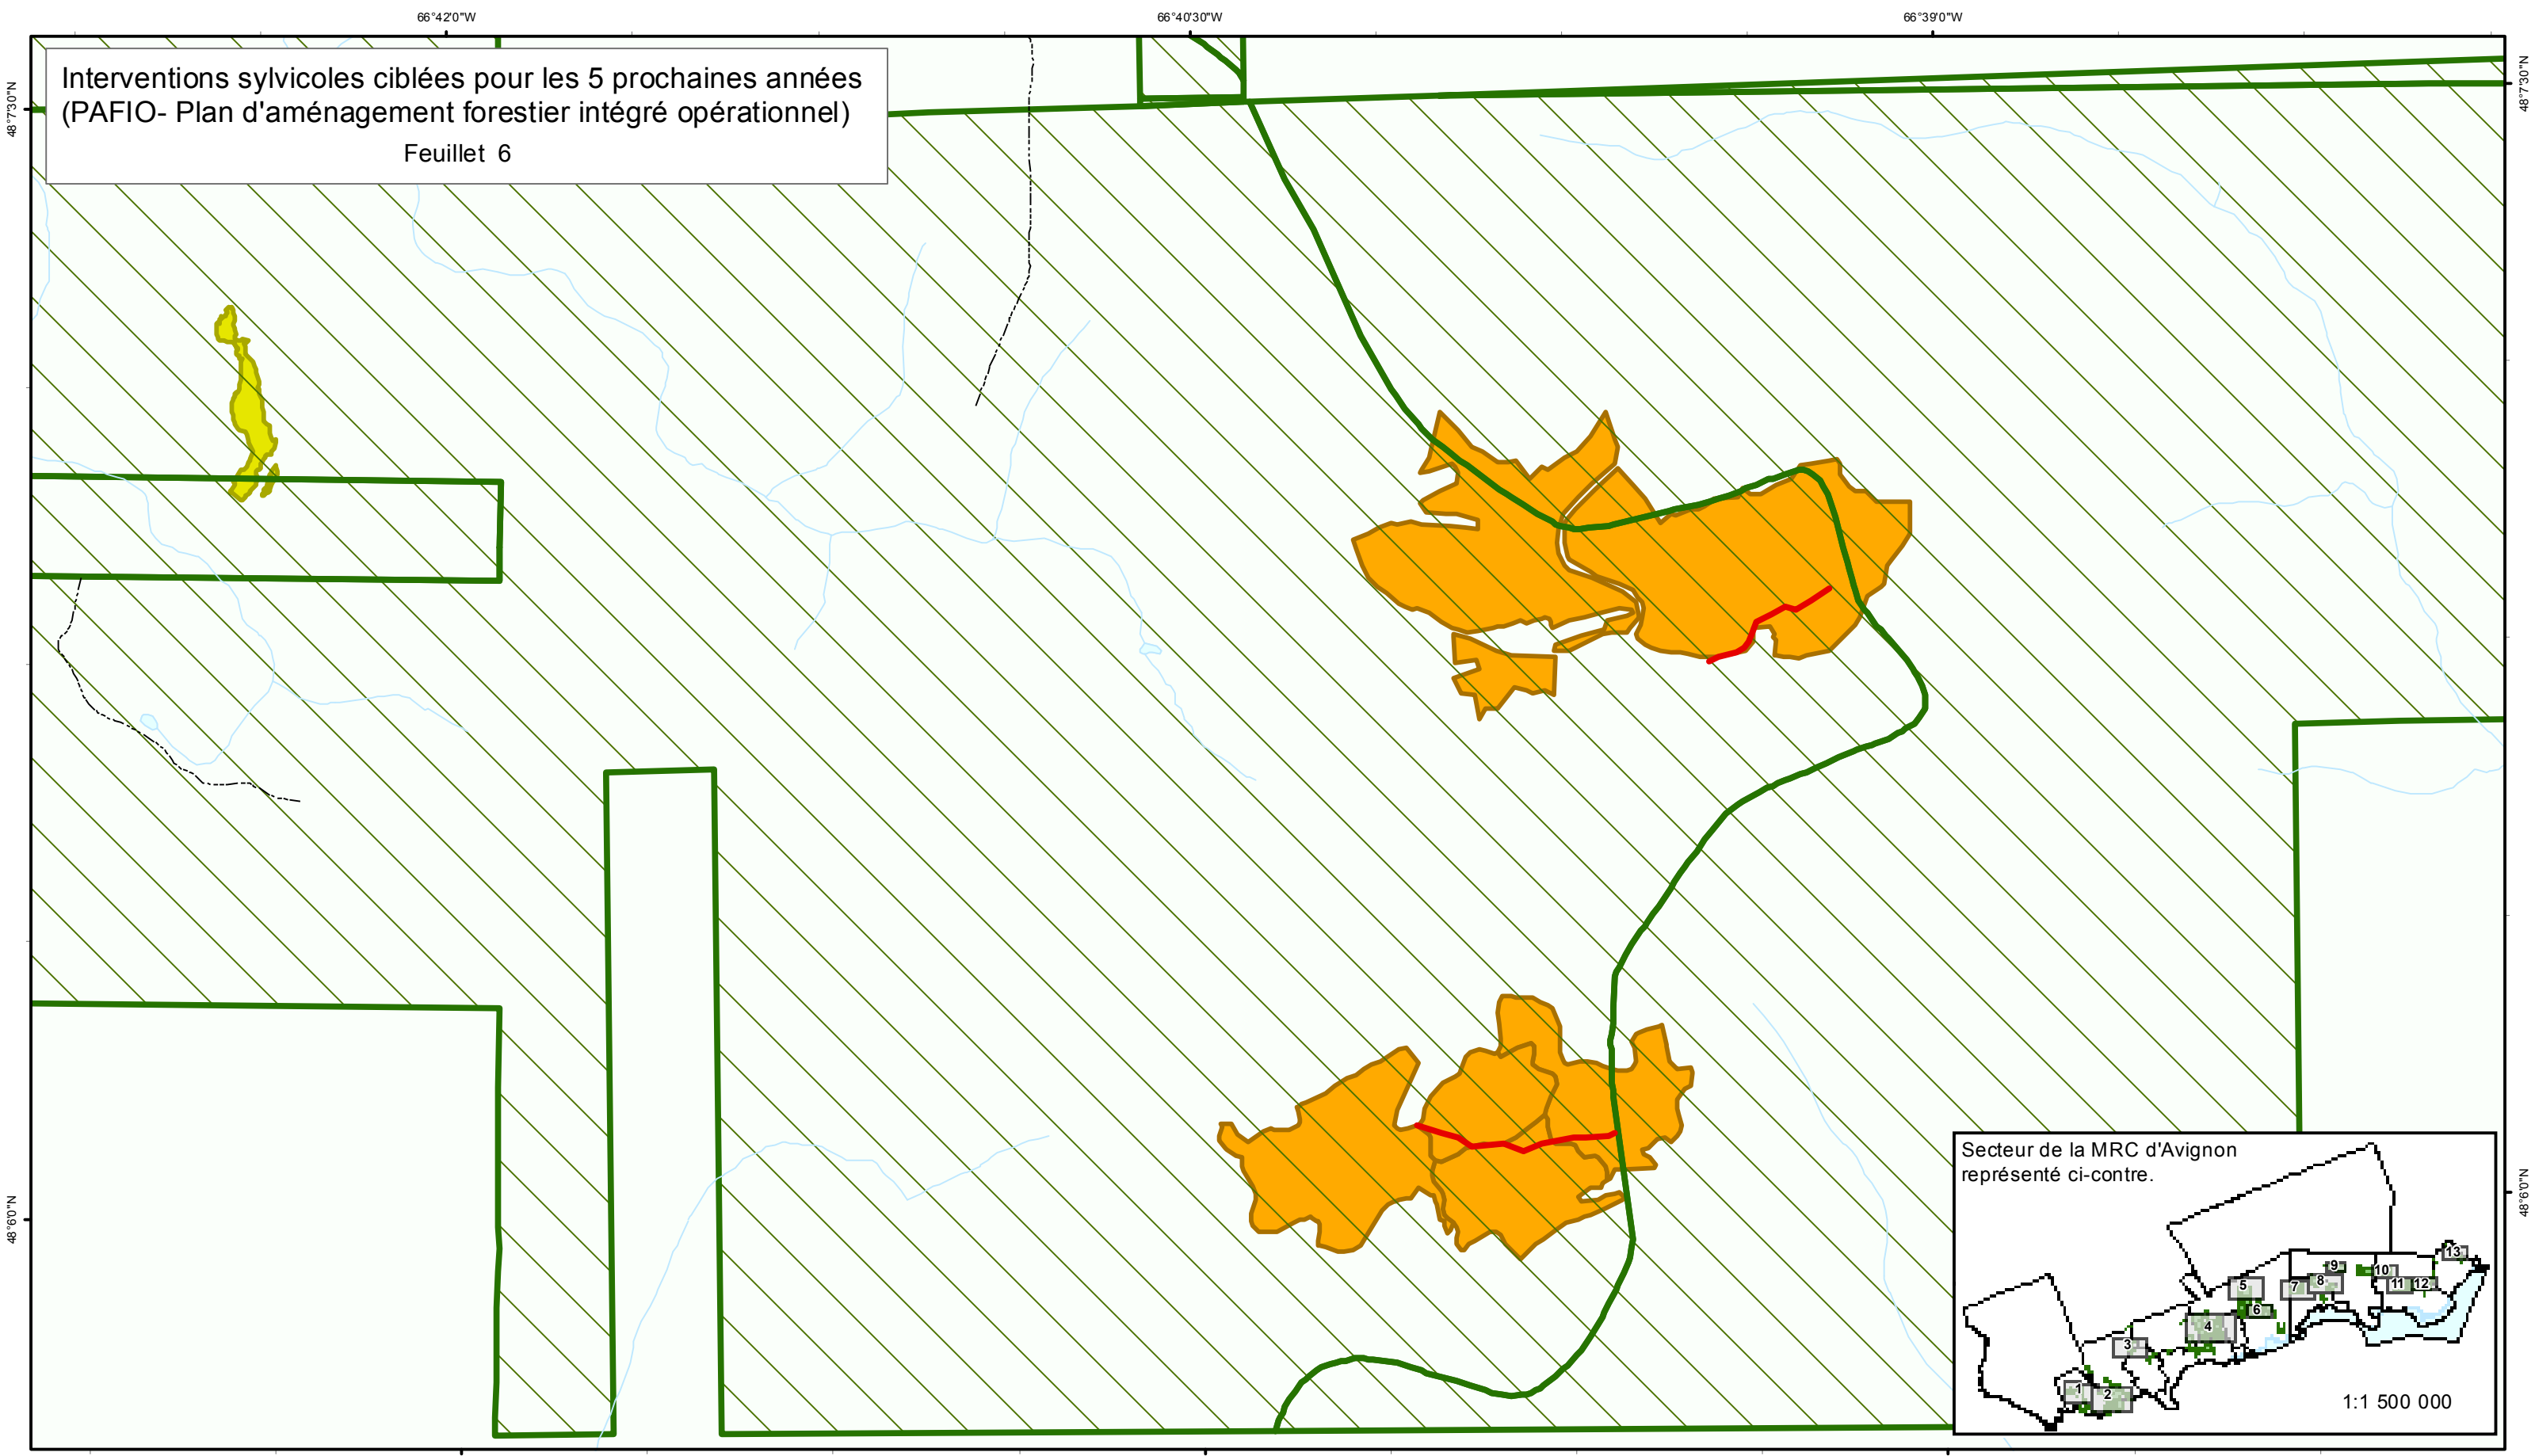 66°42'0"W
66°40'30"W
66°39'0"W
48°7'30"N
48°7'30"N
Interventions sylvicoles ciblées pour les 5 prochaines années
(PAFIO- Plan d'aménagement forestier intégré opérationnel)
Feuillet 6
48°6'0"N
48°6'0"N
Secteur de la MRC d'Avignon
représenté ci-contre.
13
9
10
5
7
8
11
12
6
4
3
1
2
1:1 500 000